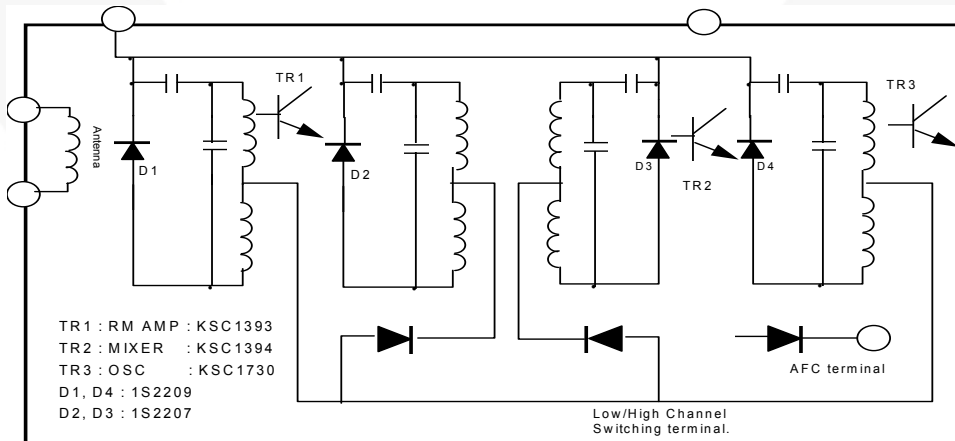 TR1
TR3
Antenna
D1
D2
D3
D4
TR2
TR1 : RM AMP : KSC1393
TR2 : MIXER : KSC1394
TR3 : OSC : KSC1730
D1, D4 : 1S2209
D2, D3 : 1S2207
AFC terminal
Low/High Channel
Switching terminal.